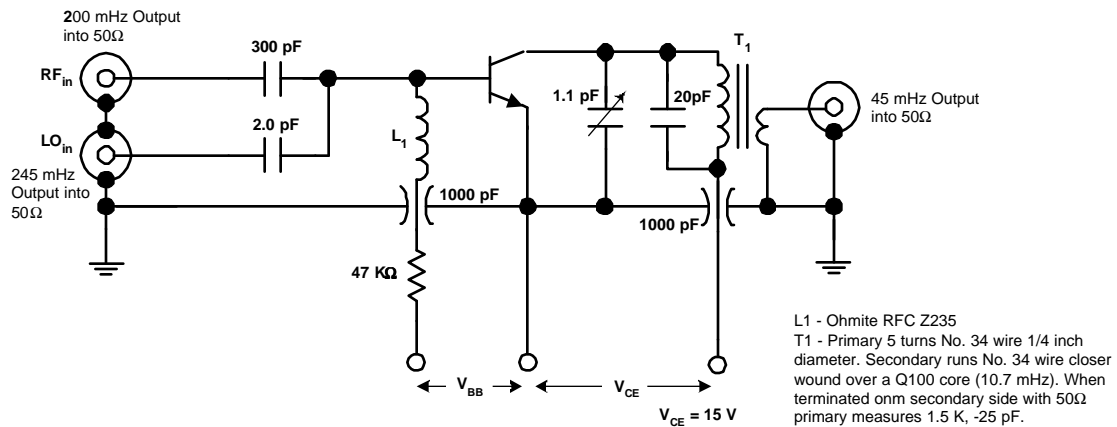 200 mHz Output
into 50Ω
RFin
300 pF
LOin
2.0 pF
245 mHz
Output into
50Ω
L1
1000 pF
47 KΩ
1.1 pF
20pF
T1
45 mHz Output
into 50Ω
1000 pF
VBB
VCE
VCE = 15 V
L1 - Ohmite RFC Z235
T1 - Primary 5 turns No. 34 wire 1/4 inch
diameter. Secondary runs No. 34 wire closer
wound over a Q100 core (10.7 mHz). When
terminated onm secondary side with 50Ω
primary measures 1.5 K, -25 pF.